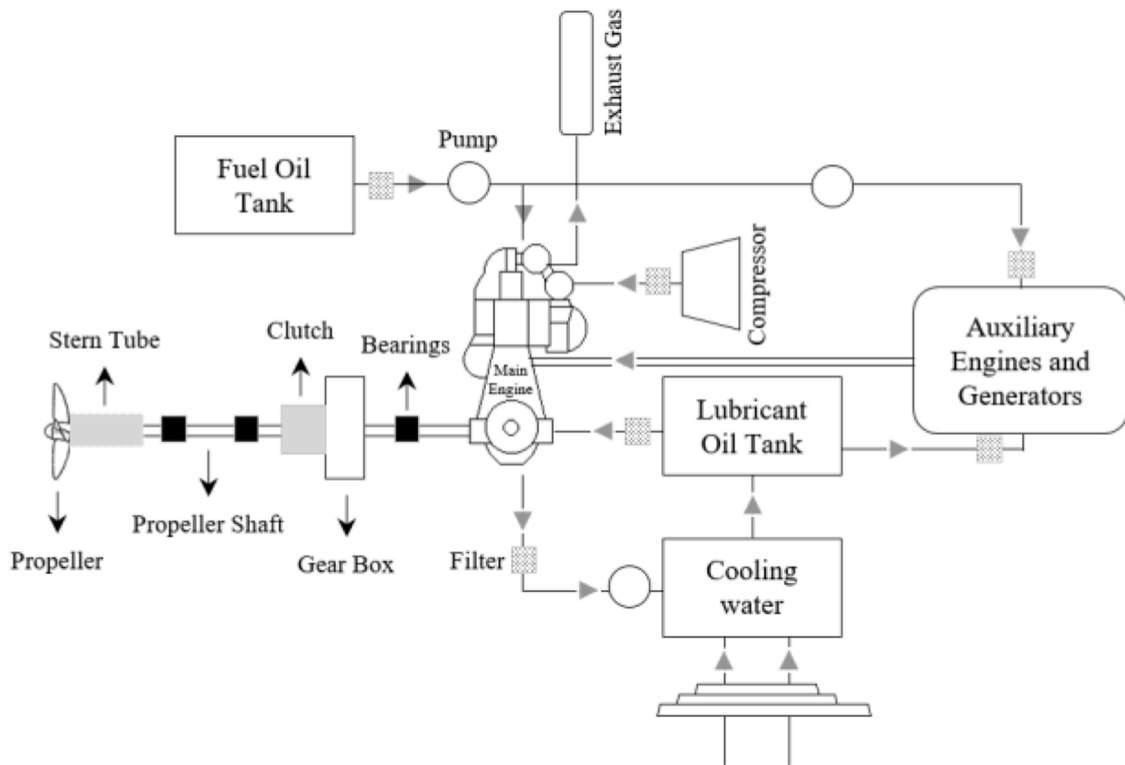 Exhaust Gas
Pump
Fuel Oil
Tank
Compressor
Stern Tube
Clutch
Bearings
Main
Engine
Auxiliary
Engines and
Generators
Lubricant
Oil Tank
Propeller
Propeller Shaft
Gear Box
Filter
Cooling
water